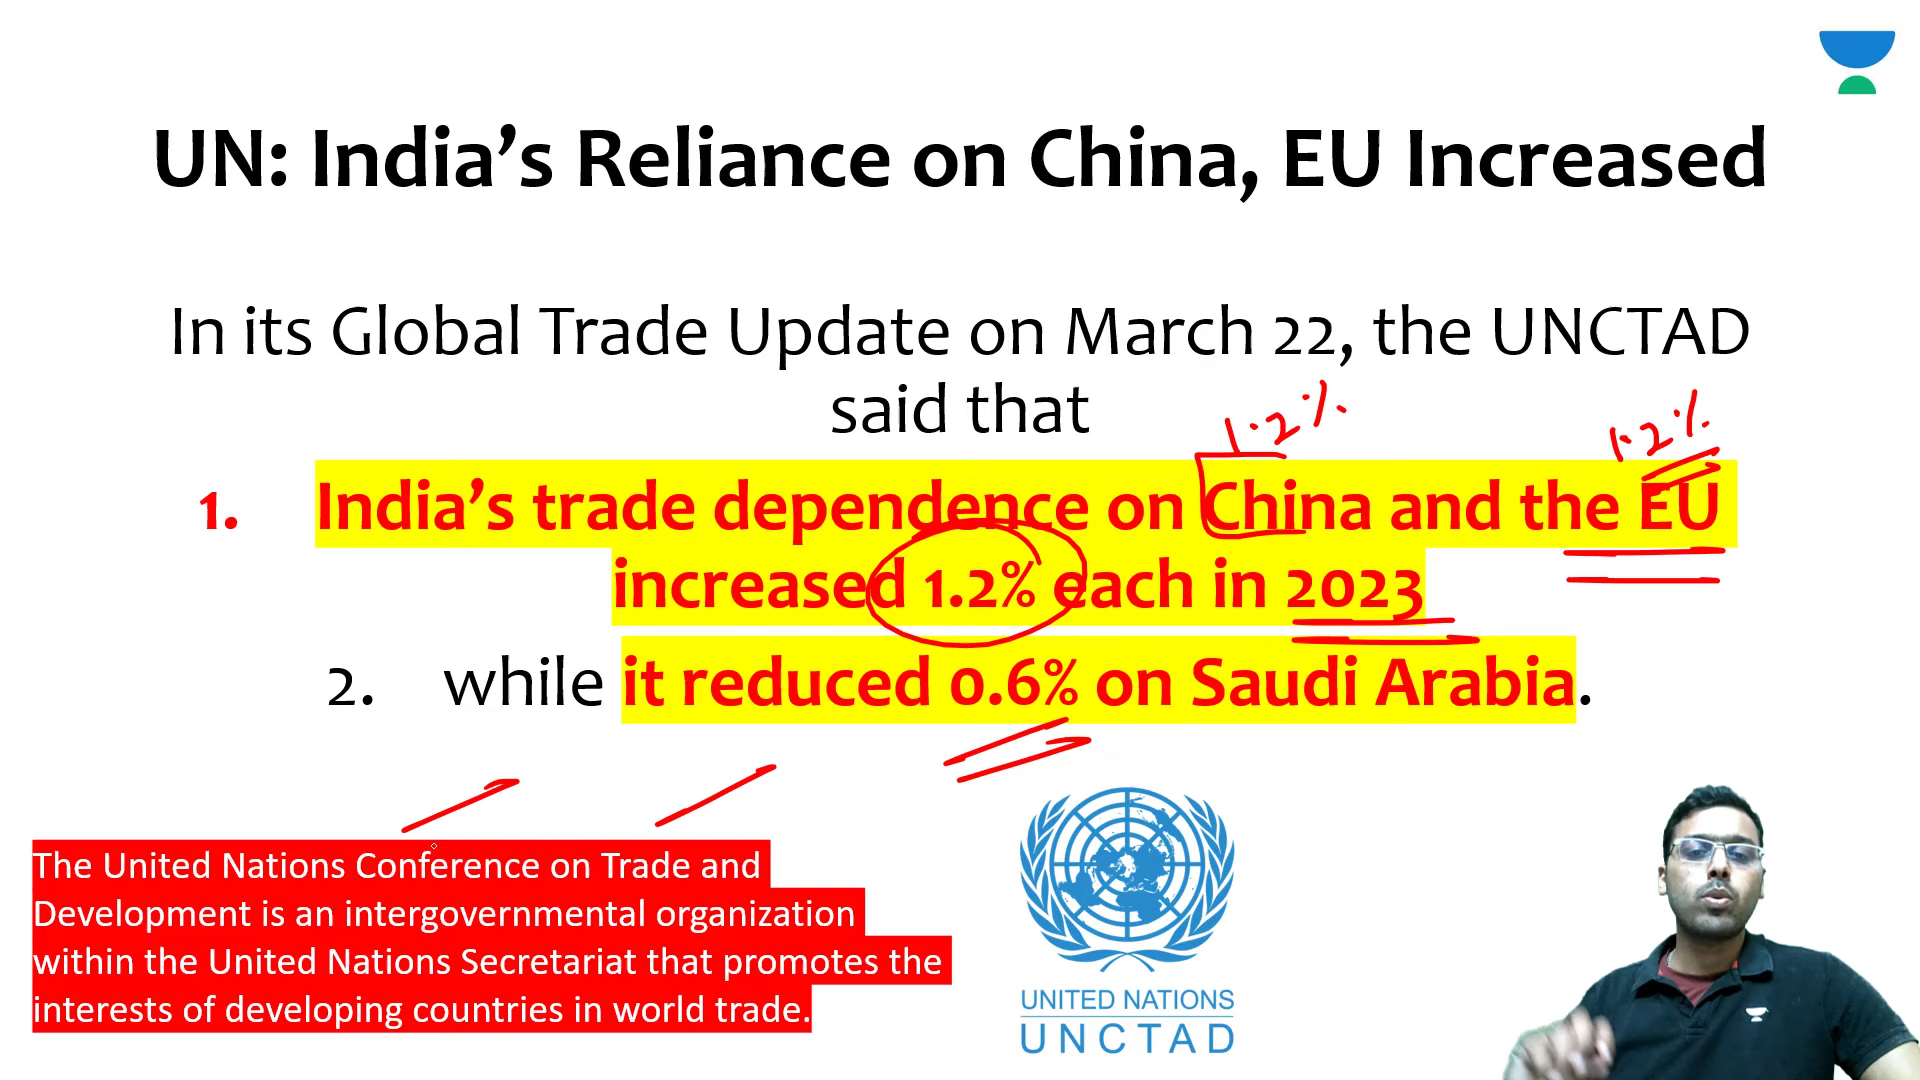 UN: India’s Reliance on China, EU Increased
In its Global Trade Update on March 22, the UNCTAD
said that
1.2%
1.2%
1. India’s trade dependence on China and the EU
increased 1.2% each in 2023
2. while it reduced 0.6% on Saudi Arabia.
The United Nations Conference on Trade and
Development is an intergovernmental organization
within the United Nations Secretariat that promotes the
interests of developing countries in world trade.
UNITED NATIONS
UNCTAD